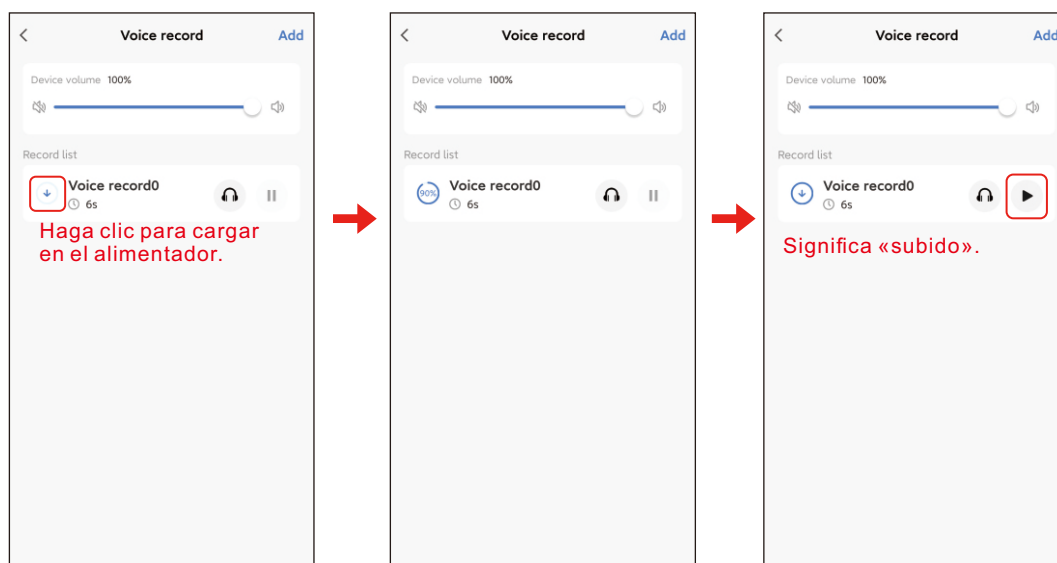 Voice record Add
Device volume 100%
Record list
Voice record0
6s
Haga clic para cargar
en el alimentador.
Voice record Add
Device volume 100%
Record list
90%
Voice record0
6s
Voice record Add
Device volume 100%
Record list
Voice record0
6s
Significa «subido».